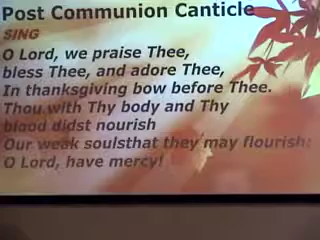 Post Communion Canticle
SING
O Lord, we praise Thee,
bless Thee, and adore Thee,
In thanksgiving bow before Thee.
Thou with Thy body and Thy
blood didst nourish
Our weak soulsthat they may flourish:
O Lord, have mercy!